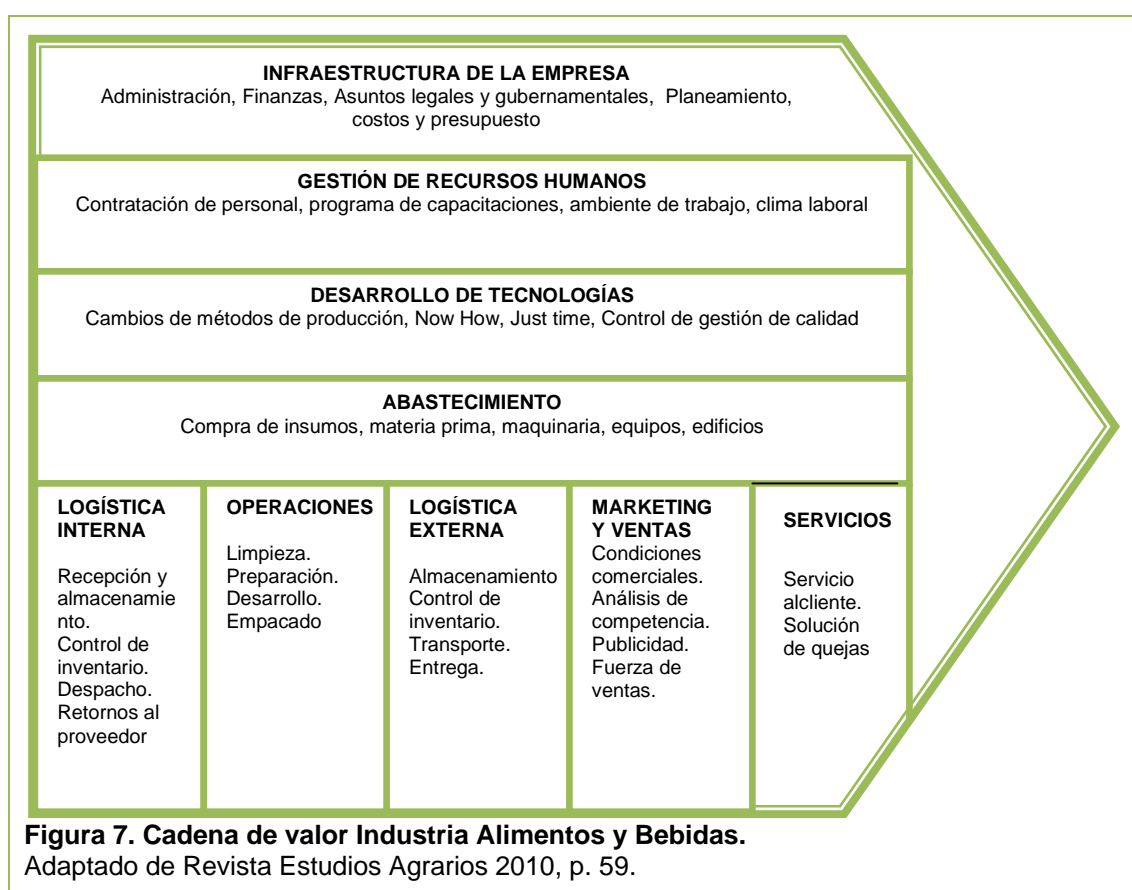 INFRAESTRUCTURA DE LA EMPRESA
Administración, Finanzas, Asuntos legales y gubernamentales, Planeamiento,
costos y presupuesto
GESTIÓN DE RECURSOS HUMANOS
Contratación de personal, programa de capacitaciones, ambiente de trabajo, clima laboral
DESARROLLO DE TECNOLOGÍAS
Cambios de métodos de producción, Now How, Just time, Control de gestión de calidad
ABASTECIMIENTO
Compra de insumos, materia prima, maquinaria, equipos, edificios
LOGÍSTICA
INTERNA
Recepción y
almacenamie
nto.
Control de
inventario.
Despacho.
Retornos al
proveedor
OPERACIONES
Limpieza.
Preparación.
Desarrollo.
Empacado
LOGÍSTICA
EXTERNA
Almacenamiento
Control de
inventario.
Transporte.
Entrega.
MARKETING
Y VENTAS
Condiciones
comerciales.
Análisis de
competencia.
Publicidad.
Fuerza de
ventas.
SERVICIOS
Servicio
alcliente.
Solución
de quejas
Figura 7. Cadena de valor Industria Alimentos y Bebidas.
Adaptado de Revista Estudios Agrarios 2010, p. 59.